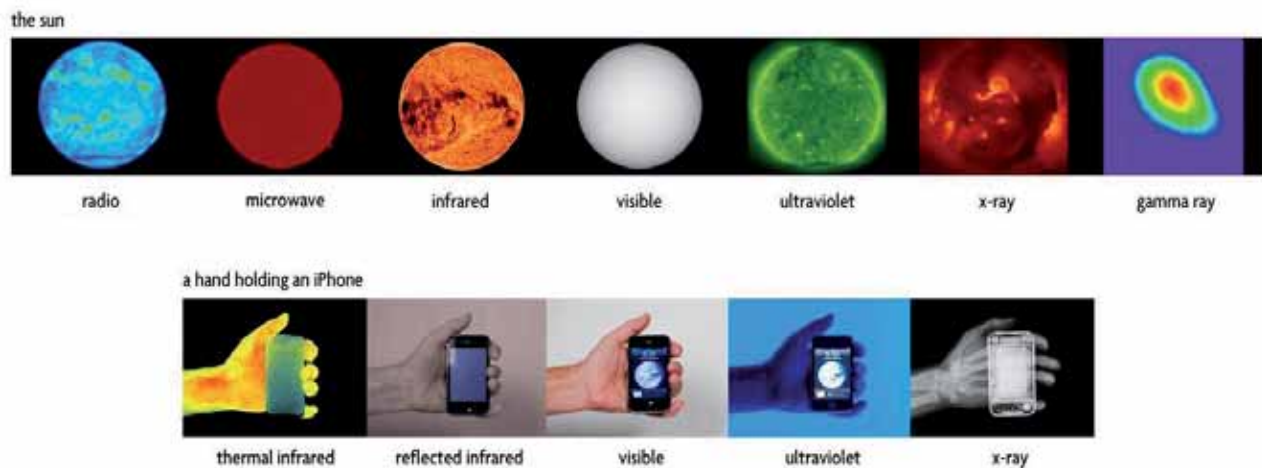 the sun
radio microwave infrared visible ultraviolet x-ray gamma ray
a hand holding an iPhone
thermal infrared reflected infrared visible ultraviolet x-ray